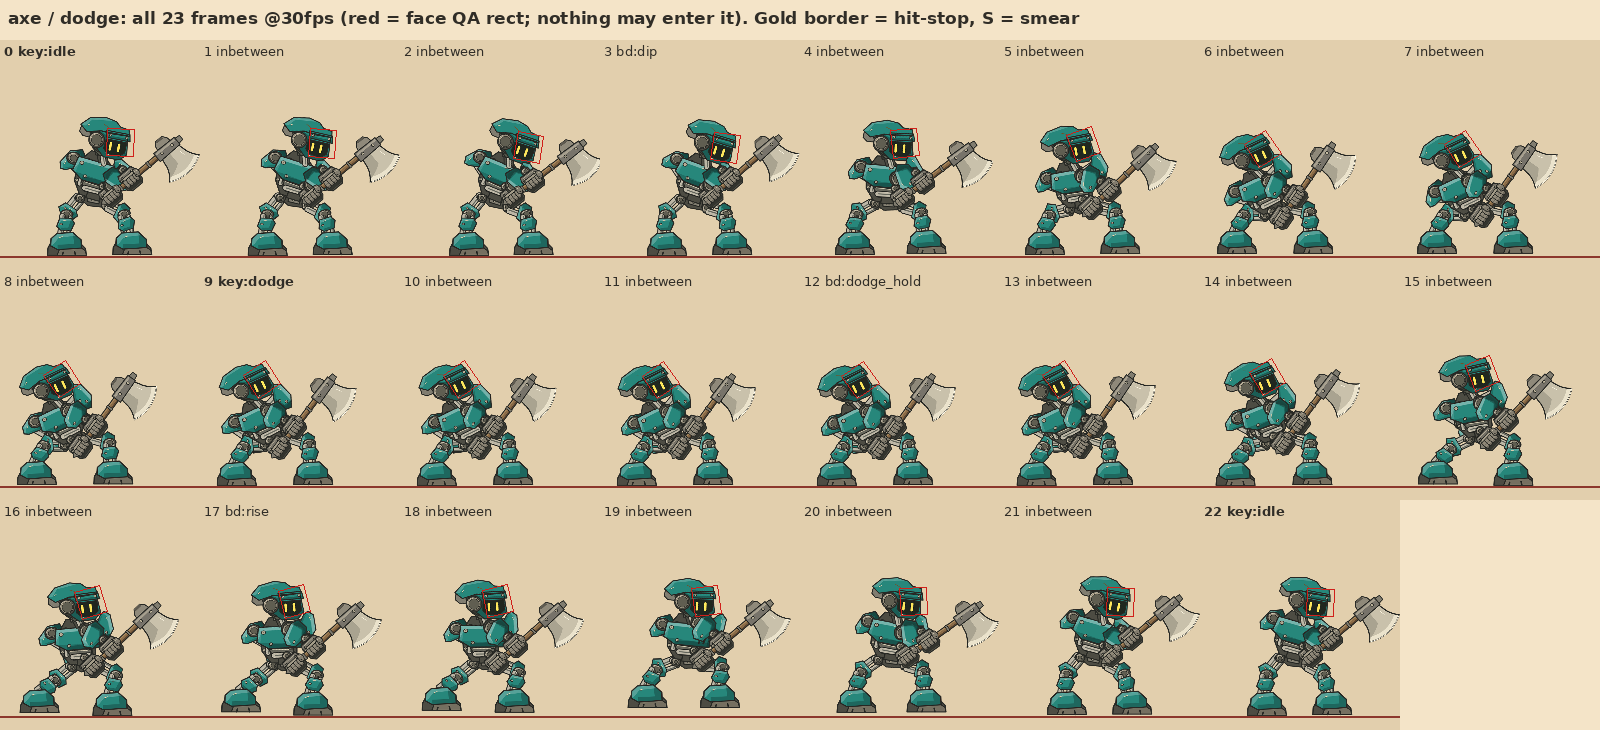 axe / dodge: all 23 frames @30fps (red = face QA rect; nothing may enter it). Gold border = hit-stop, S = smear
0 key:idle
1 inbetween
2 inbetween
3 bd:dip
4 inbetween
5 inbetween
6 inbetween
7 inbetween
8 inbetween
9 key:dodge
10 inbetween
11 inbetween
12 bd:dodge_hold
13 inbetween
14 inbetween
15 inbetween
16 inbetween
17 bd:rise
18 inbetween
19 inbetween
20 inbetween
21 inbetween
22 key:idle